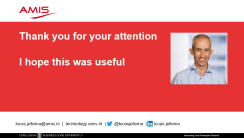 AMIS
Thank you for your attention
I hope this was useful
lucas.jellema@amis.nl | technology.amis.nl | @lucasjellema lucas-jellema